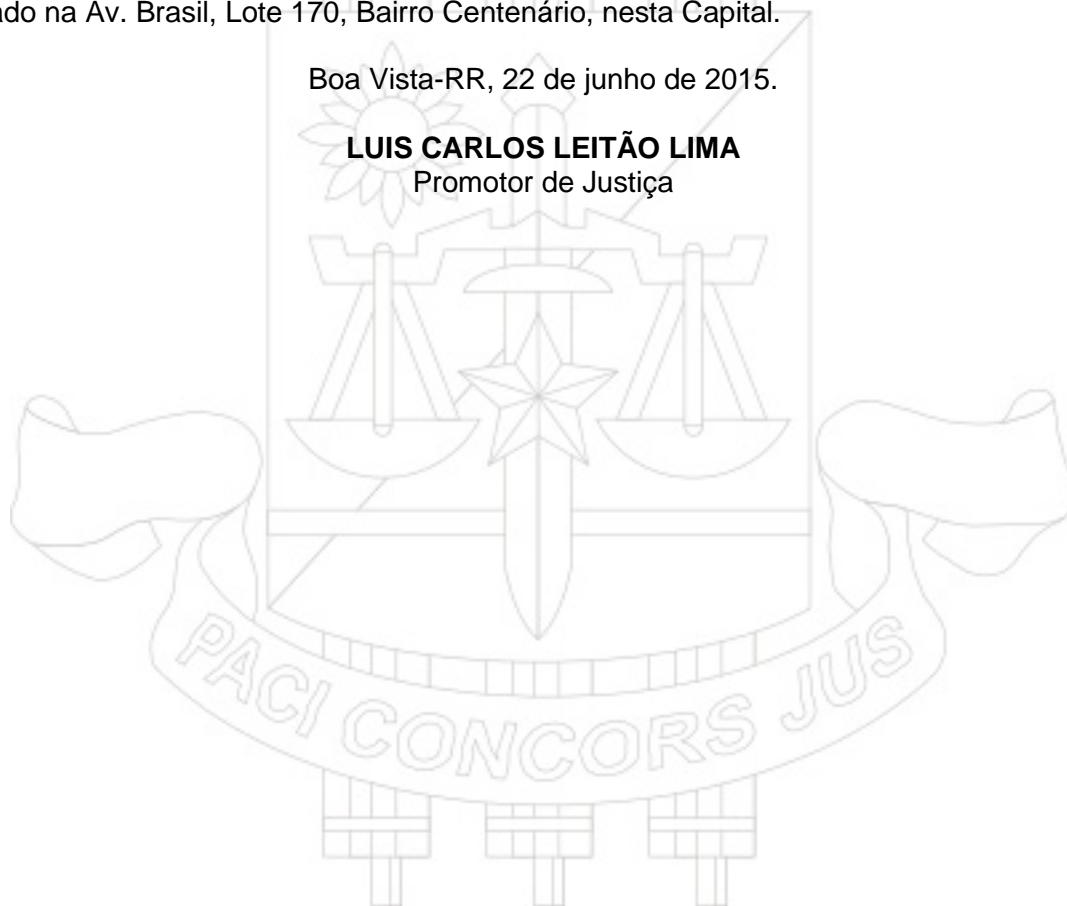 ado na Av. Brasil, Lote 170, Bairro Centenário, nesta Capital.
Boa Vista-RR, 22 de junho de 2015.
LUIS CARLOS LEITÃO LIMA
Promotor de Justiça
PACI CONCORS JUS